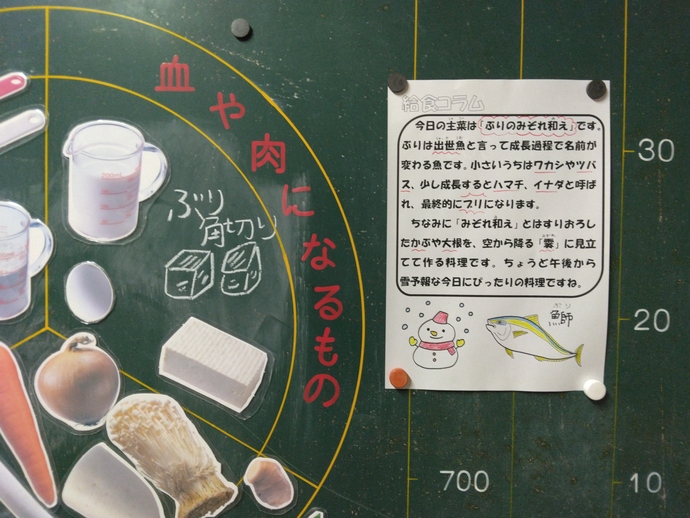 血や肉になるもの
ぶり
角切り
給食コラム
今日の主菜は「ぶりのみぞれ和え」です。
ぶりは出世魚と言って成長過程で名前が
変わる魚です。小さいうちはワカシやツバ
ス、少し成長するとハマチ、イナダと呼ば
れ、最終的にブリになります。
ちなみに「みぞれ和え」とはすりおろし
たかぶや大根を、空から降る「霙」に見立
てて作る料理です。ちょうど午後から
雪予報な今日にぴったりの料理ですね。
ぶり
鰤
30
20
10
700